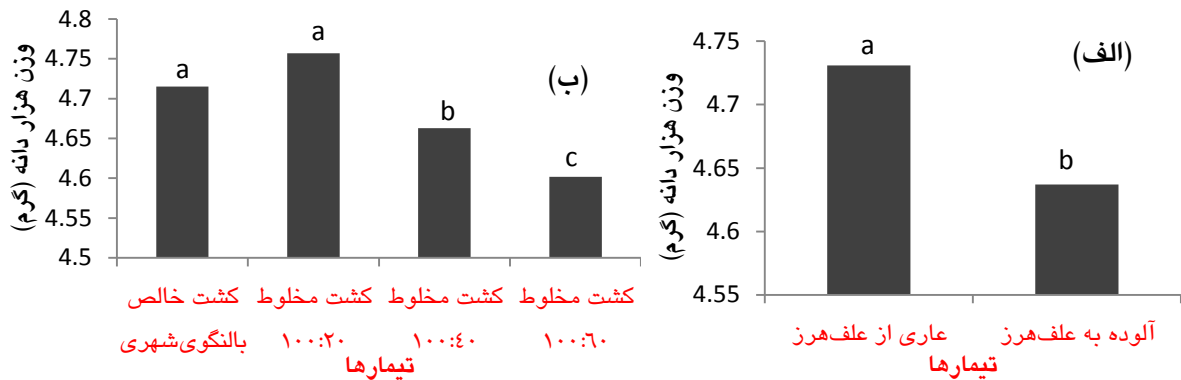 (الف)
وزن هزار دانه (گرم)
4.75
4.7
4.65
4.6
4.55
a
b
عاری از علف‌هرز
آلوده به علف‌هرز
تیمارها
(ب)
وزن هزار دانه (گرم)
4.8
4.75
4.7
4.65
4.6
4.55
4.5
a
a
b
c
کشت خالص
بالنگوی‌شهری
کشت مخلوط
۱۰۰:۲۰
کشت مخلوط
۱۰۰:٤۰
کشت مخلوط
۱۰۰:٦۰
تیمارها